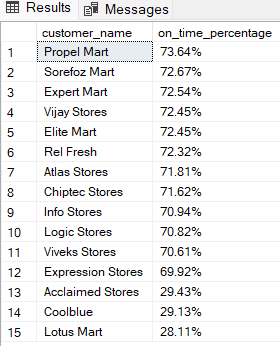 Results Messages
customer_name on_time_percentage
1 Propel Mart 73.64%
2 Sorefoz Mart 72.67%
3 Expert Mart 72.54%
4 Vijay Stores 72.45%
5 Elite Mart 72.45%
6 Rel Fresh 72.32%
7 Atlas Stores 71.81%
8 Chiptec Stores 71.62%
9 Info Stores 70.94%
10 Logic Stores 70.82%
11 Viveks Stores 70.61%
12 Expression Stores 69.92%
13 Acclaimed Stores 29.43%
14 Coolblue 29.13%
15 Lotus Mart 28.11%